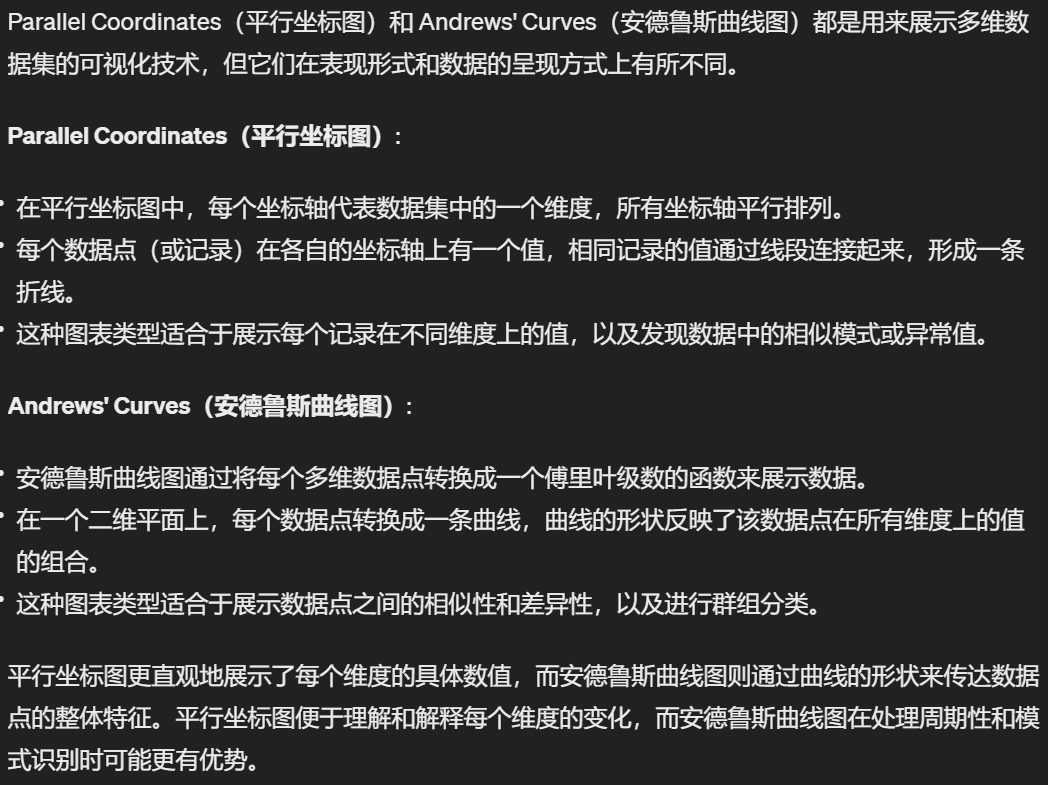 Parallel Coordinates（平行坐标图）和 Andrews' Curves（安德鲁斯曲线图）都是用来展示多维数
据集的可视化技术，但它们在表现形式和数据的呈现方式上有所不同。
Parallel Coordinates（平行坐标图）:
• 在平行坐标图中，每个坐标轴代表数据集中的一个维度，所有坐标轴平行排列。
• 每个数据点（或记录）在各自的坐标轴上有一个值，相同记录的值通过线段连接起来，形成一条
折线。
• 这种图表类型适合于展示每个记录在不同维度上的值，以及发现数据中的相似模式或异常值。
Andrews' Curves（安德鲁斯曲线图）:
• 安德鲁斯曲线图通过将每个多维数据点转换成一个傅里叶级数的函数来展示数据。
• 在一个二维平面上，每个数据点转换成一条曲线，曲线的形状反映了该数据点在所有维度上的值
的组合。
• 这种图表类型适合于展示数据点之间的相似性和差异性，以及进行群组分类。
平行坐标图更直观地展示了每个维度的具体数值，而安德鲁斯曲线图则通过曲线的形状来传达数据
点的整体特征。平行坐标图便于理解和解释每个维度的变化，而安德鲁斯曲线图在处理周期性和模
式识别时可能更有优势。